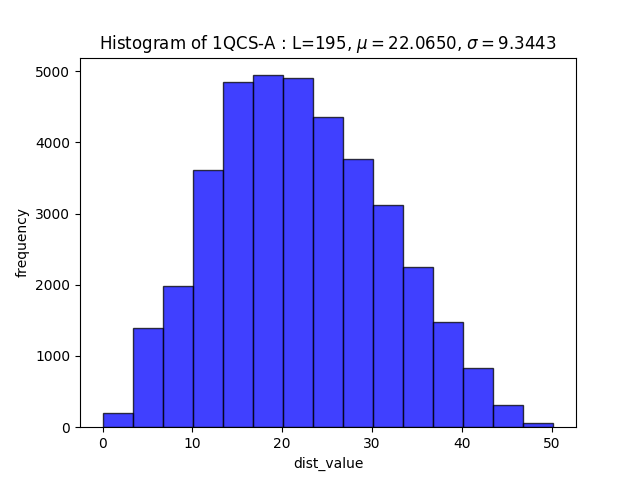 Histogram of 1QCS-A : L=195, μ = 22.0650, σ = 9.3443
5000
4000
3000
2000
1000
0
frequency
0 10 20 30 40 50
dist_value